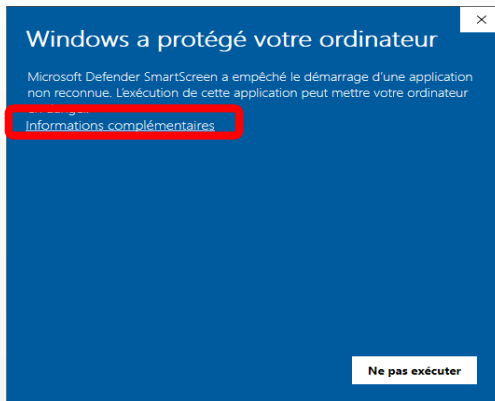 Windows a protégé votre ordinateur
Microsoft Defender SmartScreen a empêché le démarrage d'une application
non reconnue. L'exécution de cette application peut mettre votre ordinateur
Informations complémentaires
Ne pas exécuter